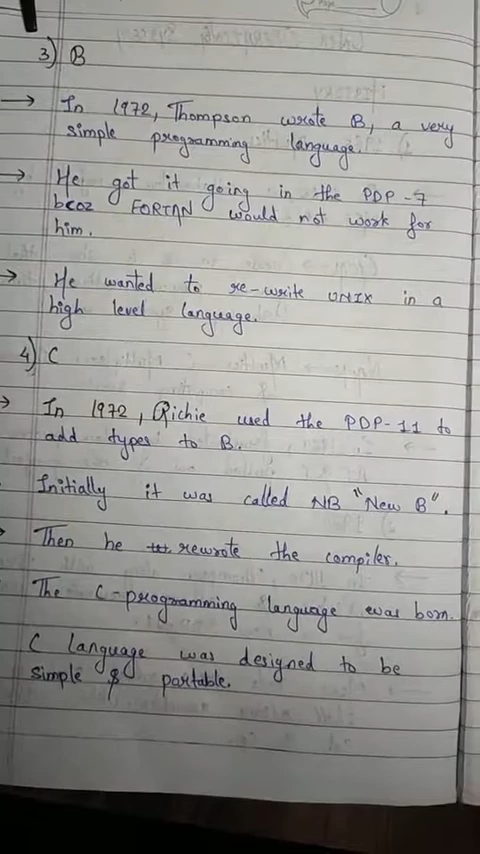 3) B
→ In 1972, Thompson wrote B, a very
simple programming language.
→ He got it going in the PDP-7
bcoz FORTAN would not work for
him.
→ He wanted to re-write UNIX in a
high level language.
4) C
→ In 1972, Richie used the PDP-11 to
add types to B.
Initially it was called NB "New B".
Then he rewrote the compiler.
The C-programming language was born.
C language was designed to be
simple & partable.